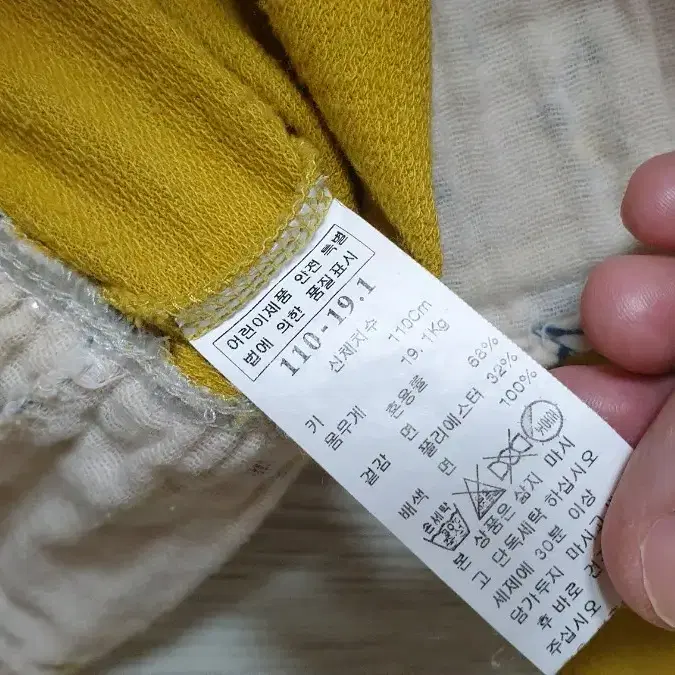 어린이제품 안전 특별
법에 의한 품질표시
110-19.1
신체치수
키 110Cm
몸무게 19.1Kg
혼용률
겉감 면 68%
폴리에스터 32%
배색 면 100%
손세탁
본 상품은 삶지 마시
고 단독세탁 하십시오
세제에 30분 이상
담가두지 마시
후 바로 건
주십시오